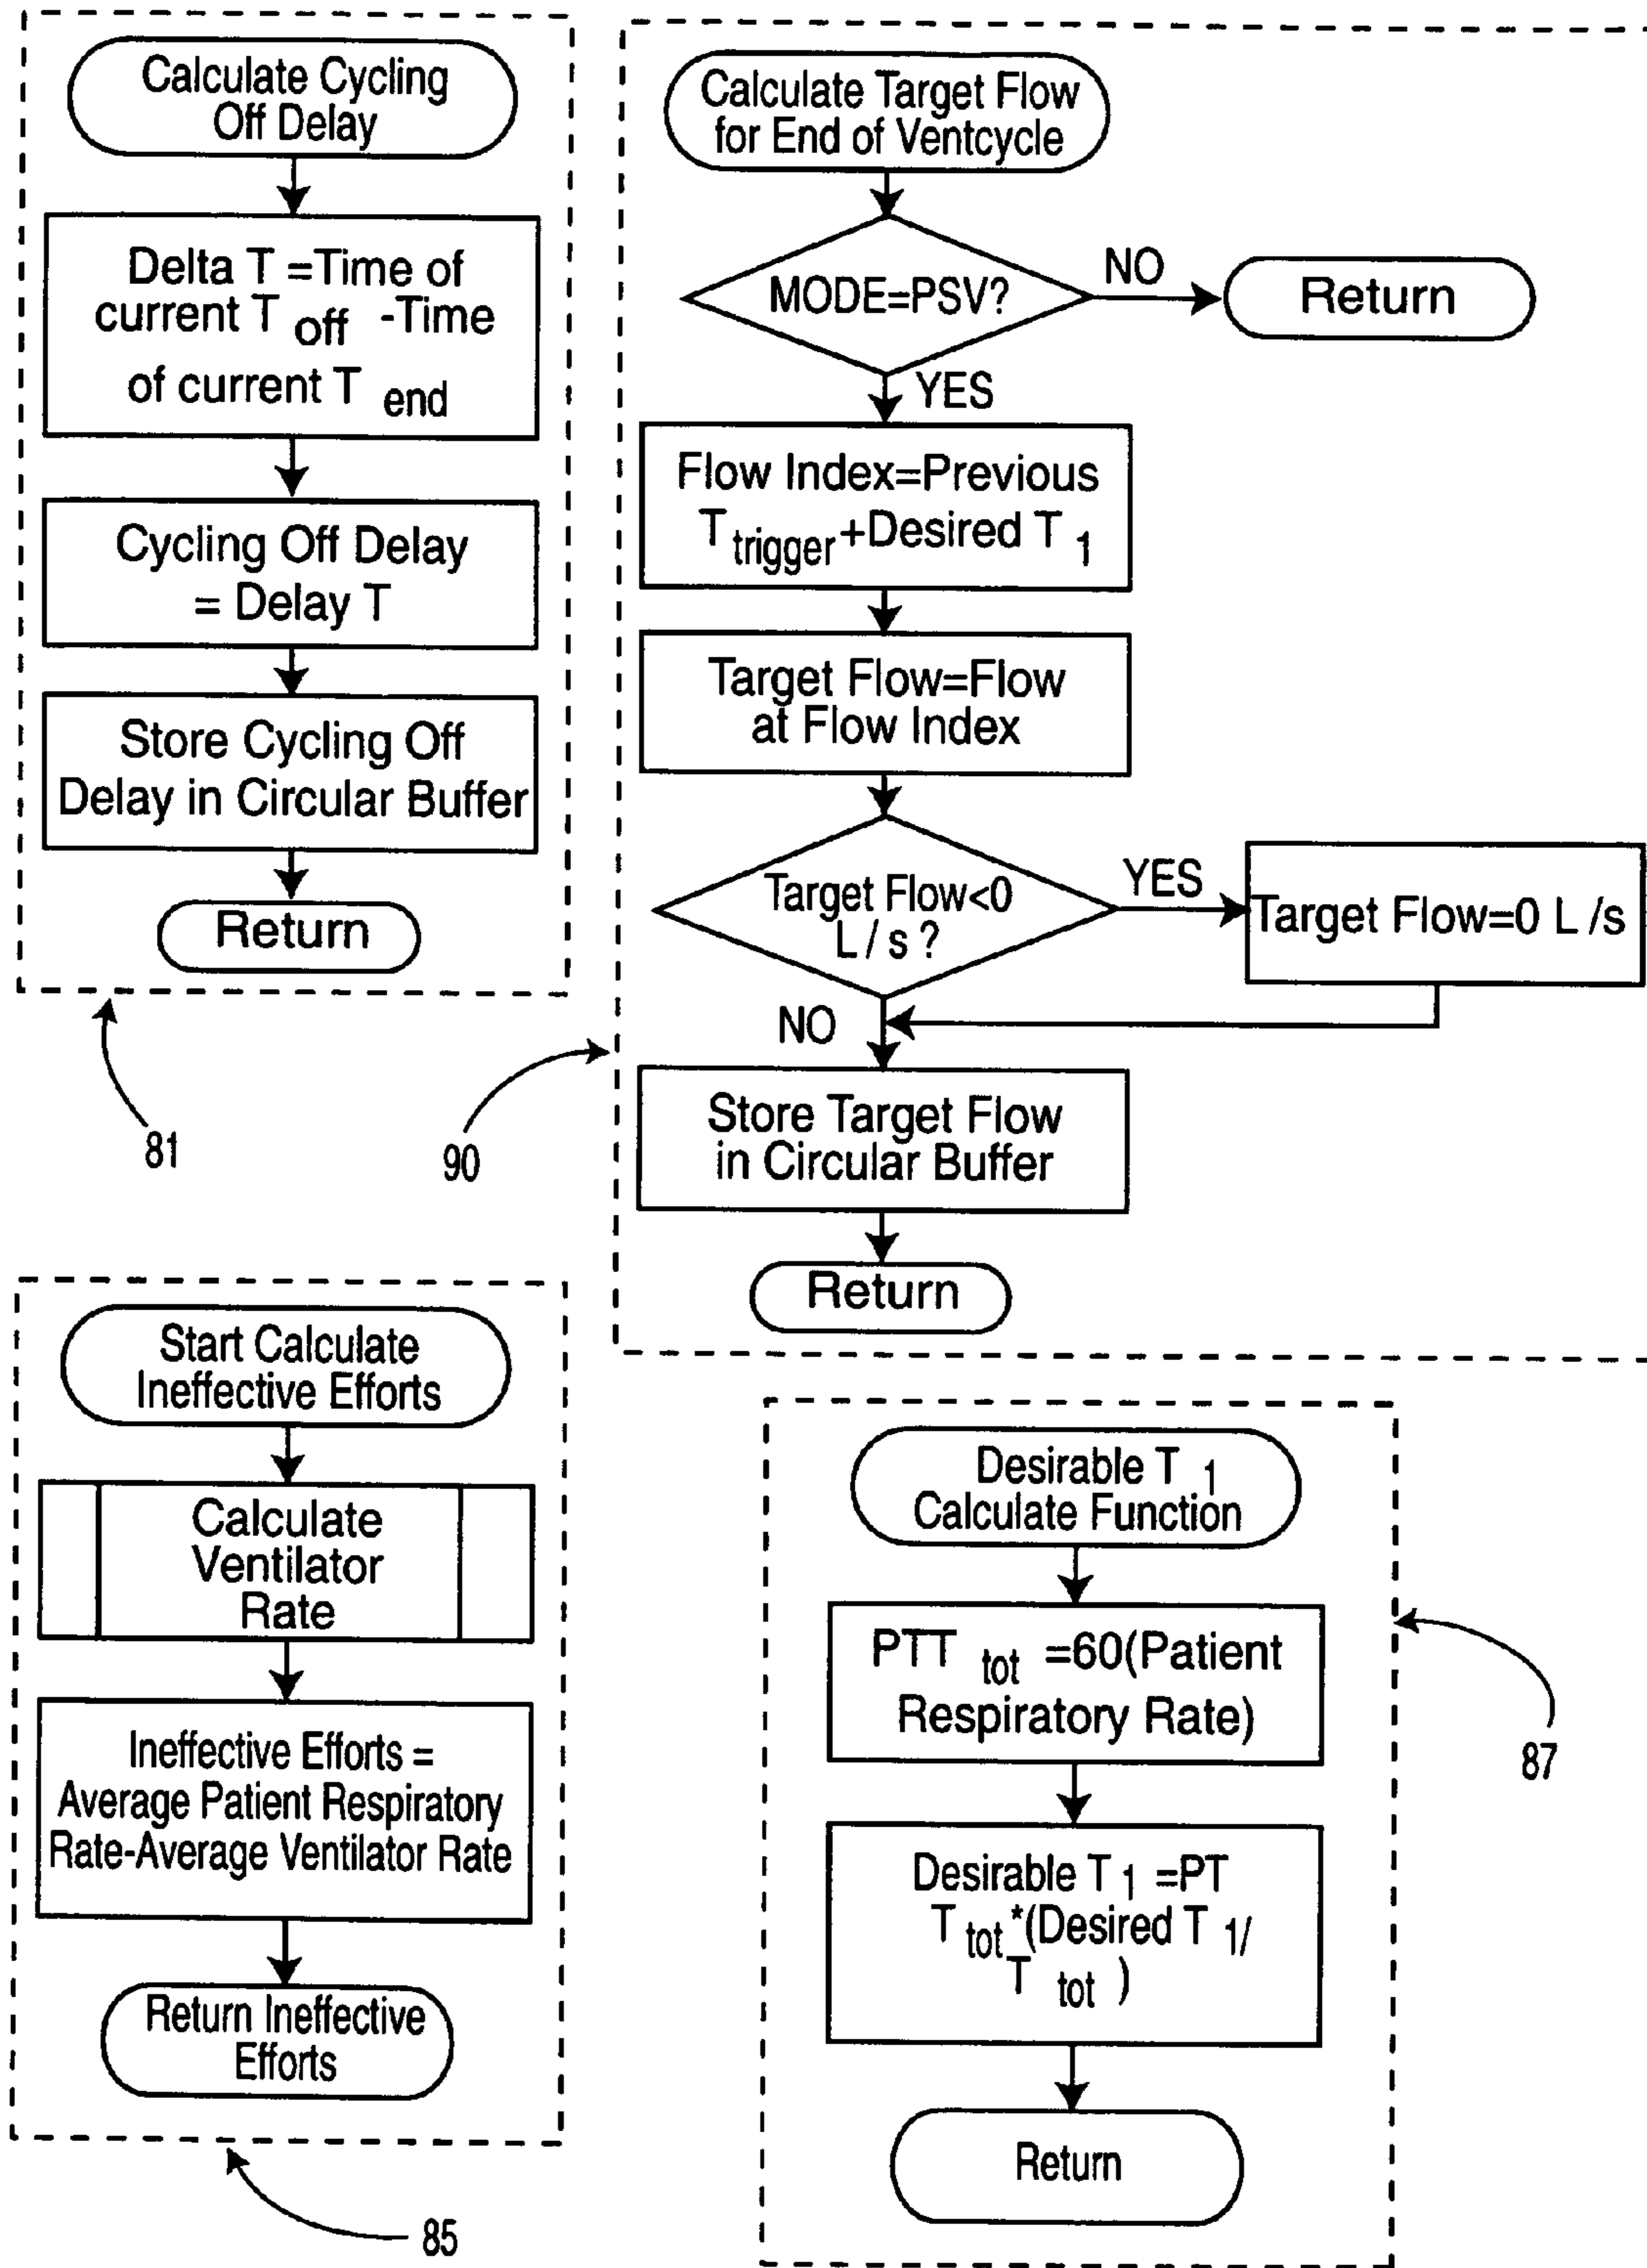 Calculate Cycling
Off Delay
Delta T =Time of
current T off -Time
of current T end
Cycling Off Delay
= Delay T
Store Cycling Off
Delay in Circular Buffer
Return
81
Calculate Target Flow
for End of Ventcycle
MODE=PSV?
NO
Return
YES
Flow Index=Previous
T trigger+Desired T 1
Target Flow=Flow
at Flow Index
Target Flow<0
L / s ?
YES
Target Flow=0 L /s
NO
Store Target Flow
in Circular Buffer
Return
90
Start Calculate
Ineffective Efforts
Calculate
Ventilator
Rate
Ineffective Efforts =
Average Patient Respiratory
Rate-Average Ventilator Rate
Return Ineffective
Efforts
85
Desirable T 1
Calculate Function
PTT tot =60(Patient
Respiratory Rate)
Desirable T 1 =PT
T tot*(Desired T 1/
T tot )
Return
87